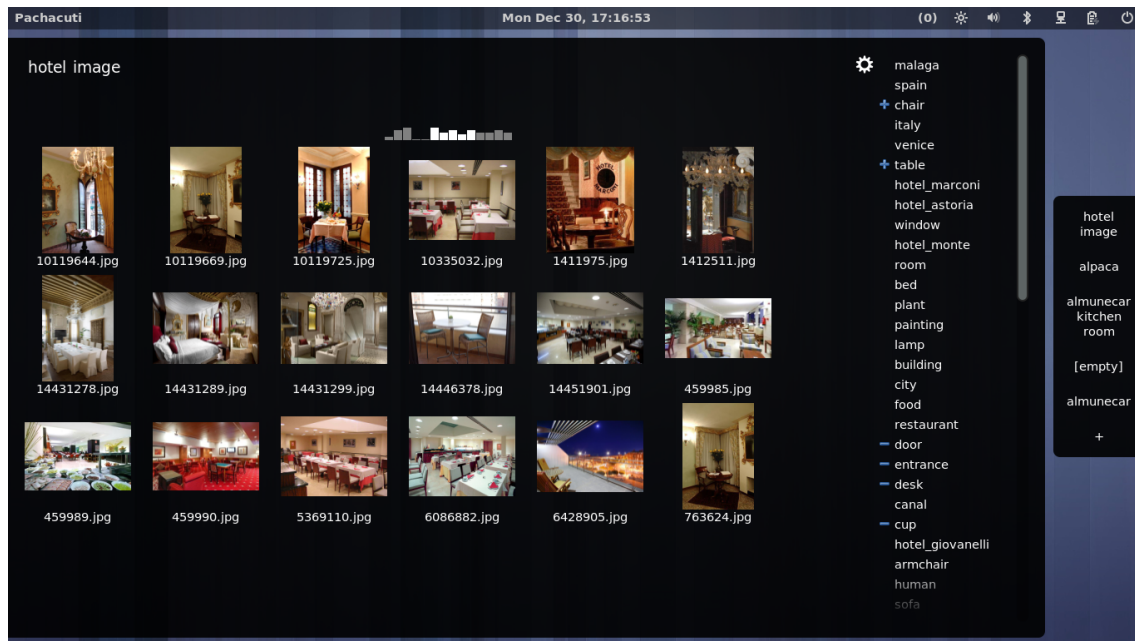 Pachacuti
Mon Dec 30, 17:16:53
(0)
hotel image
10119644.jpg
10119669.jpg
10119725.jpg
10335032.jpg
1411975.jpg
1412511.jpg
14431278.jpg
14431289.jpg
14431299.jpg
14446378.jpg
14451901.jpg
459985.jpg
459989.jpg
459990.jpg
5369110.jpg
6086882.jpg
6428905.jpg
763624.jpg
malaga
spain
+ chair
italy
venice
+ table
hotel_marconi
hotel_astoria
window
hotel_monte
room
bed
plant
painting
lamp
building
city
food
restaurant
− door
− entrance
− desk
canal
− cup
hotel_giovanelli
armchair
human
sofa
hotel
image
alpaca
almunecar
kitchen
room
[empty]
almunecar
+